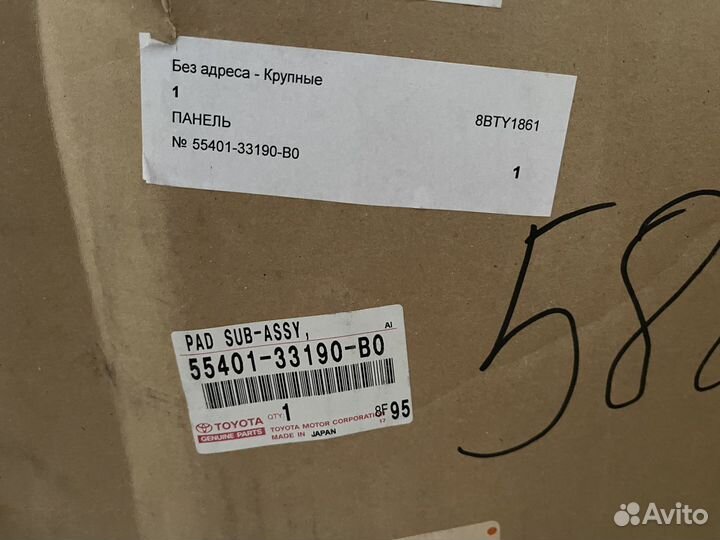 Без адреса - Крупные
1
ПАНЕЛЬ 8BTY1861
№ 55401-33190-B0
1
PAD SUB-ASSY, AI
55401-33190-B0
TOYOTA QTY. 1 8F 95
GENUINE PARTS TOYOTA MOTOR CORPORATION 17
MADE IN JAPAN
58
Avito